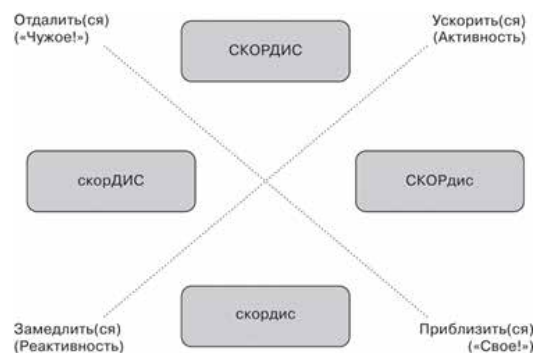 Отдалить(ся)
(«Чужое!»)
Ускорить(ся)
(Активность)
СКОРДИС
скорДИС
СКОРдис
скордис
Замедлить(ся)
(Реактивность)
Приблизить(ся)
(«Свое!»)